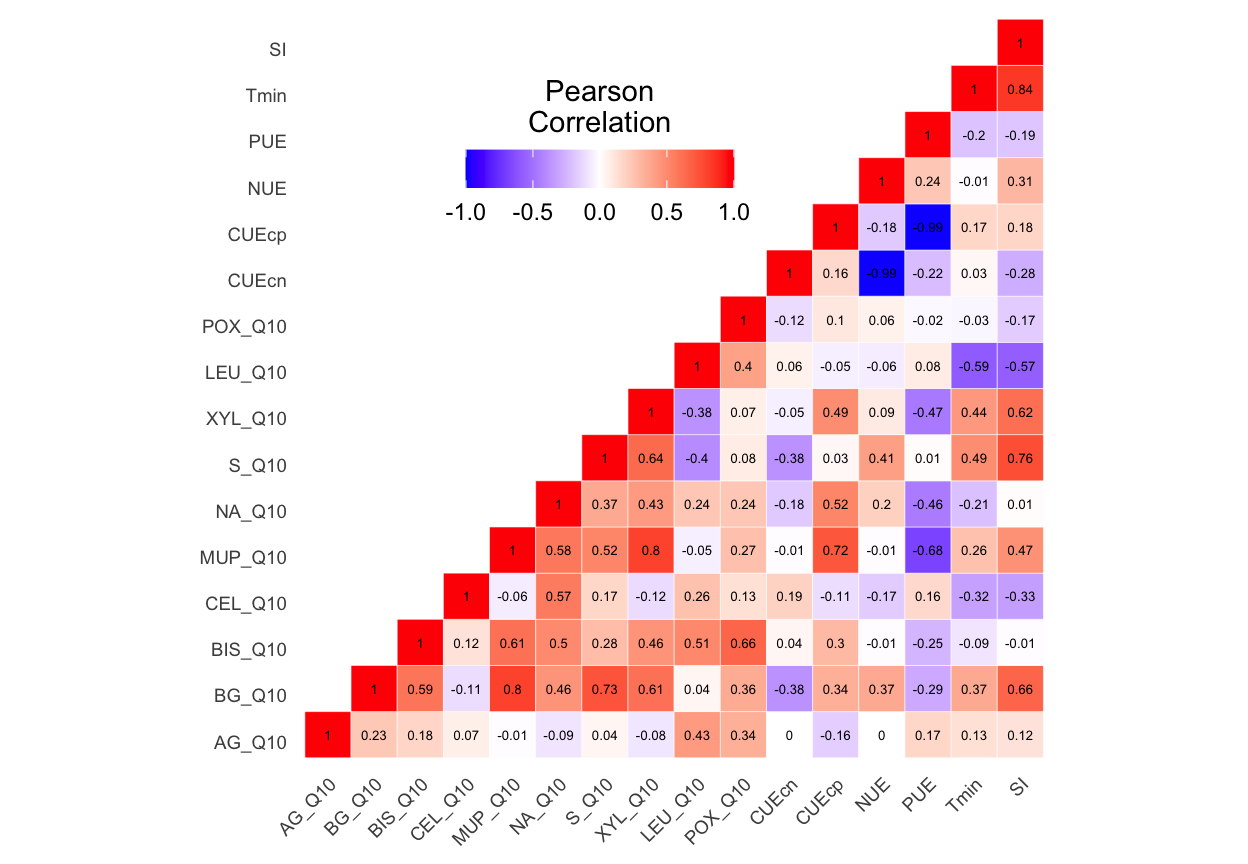 SI 1
Pearson
Correlation
Tmin 1 0.84
PUE 1 -0.2 -0.19
NUE 1 0.24 -0.01 0.31
-1.0 -0.5 0.0 0.5 1.0
CUEcp 1 -0.18 -0.99 0.17 0.18
CUEcn 1 0.16 -0.99 -0.22 0.03 -0.28
POX_Q10 1 -0.12 0.1 0.06 -0.02 -0.03 -0.17
LEU_Q10 1 0.4 0.06 -0.05 -0.06 0.08 -0.59 -0.57
XYL_Q10 1 -0.38 0.07 -0.05 0.49 0.09 -0.47 0.44 0.62
S_Q10 1 0.64 -0.4 0.08 -0.38 0.03 0.41 0.01 0.49 0.76
NA_Q10 1 0.37 0.43 0.24 0.24 -0.18 0.52 0.2 -0.46 -0.21 0.01
MUP_Q10 1 0.58 0.52 0.8 -0.05 0.27 -0.01 0.72 -0.01 -0.68 0.26 0.47
CEL_Q10 1 -0.06 0.57 0.17 -0.12 0.26 0.13 0.19 -0.11 -0.17 0.16 -0.32 -0.33
BIS_Q10 1 0.12 0.61 0.5 0.28 0.46 0.51 0.66 0.04 0.3 -0.01 -0.25 -0.09 -0.01
BG_Q10 1 0.59 -0.11 0.8 0.46 0.73 0.61 0.04 0.36 -0.38 0.34 0.37 -0.29 0.37 0.66
AG_Q10 1 0.23 0.18 0.07 -0.01 -0.09 0.04 -0.08 0.43 0.34 0 -0.16 0 0.17 0.13 0.12
AG_Q10 BG_Q10 BIS_Q10 CEL_Q10 MUP_Q10 NA_Q10 S_Q10 XYL_Q10 LEU_Q10 POX_Q10 CUEcn CUEcp NUE PUE Tmin SI